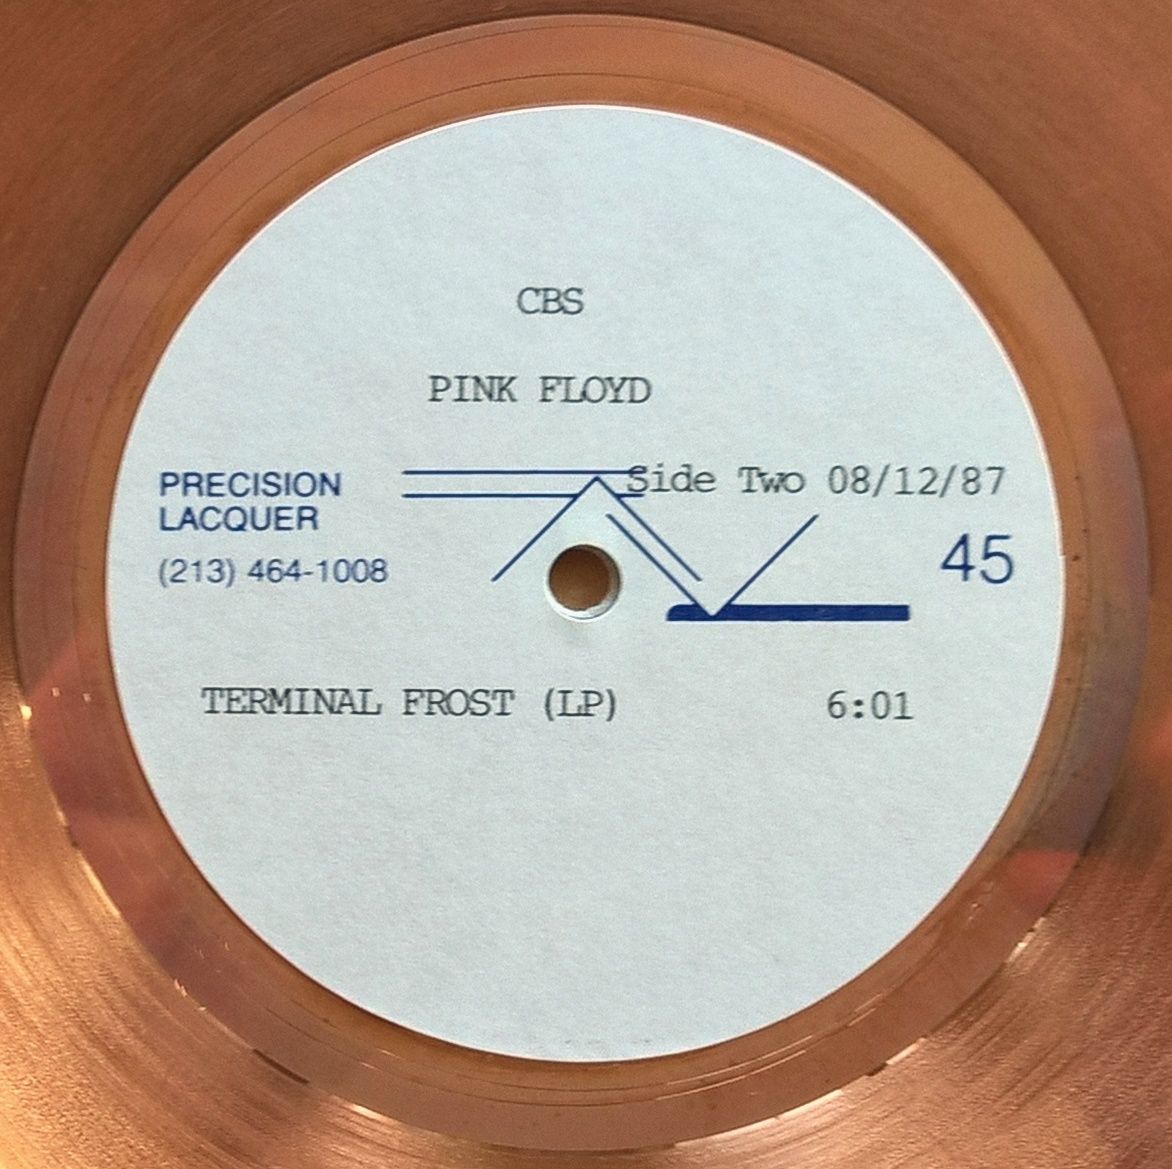 CBS
PINK FLOYD
Side Two 08/12/87
PRECISION
LACQUER
(213) 464-1008
45
TERMINAL FROST (LP) 6:01